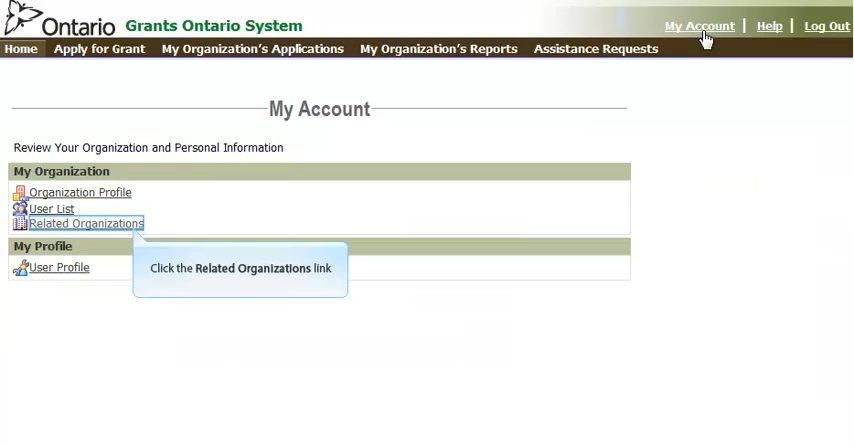 Ontario Grants Ontario System
My Account | Help | Log Out
Home Apply for Grant My Organization's Applications My Organization's Reports Assistance Requests
My Account
Review Your Organization and Personal Information
My Organization
Organization Profile
User List
Related Organizations
My Profile
User Profile
Click the Related Organizations link